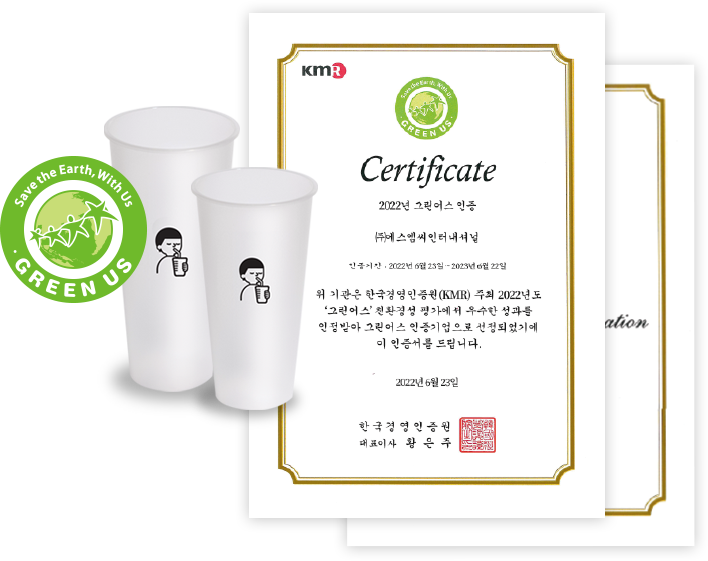 Save the Earth, With Us
· GREEN US ·
KMR
Save the Earth, With Us
· GREEN US ·
Certificate
2022년 그린어스 인증
㈜에스엠씨인터내셔널
인증기간 : 2022년 6월 23일 ~ 2023년 6월 22일
위 기관은 한국경영인증원(KMR) 주최 2022년도
‘그린어스’ 친환경성 평가에서 우수한 성과를
인정받아 그린어스 인증기업으로 선정되었기에
이 인증서를 드립니다.
2022년 6월 23일
한국경영인증원
대표이사 황은주
ation